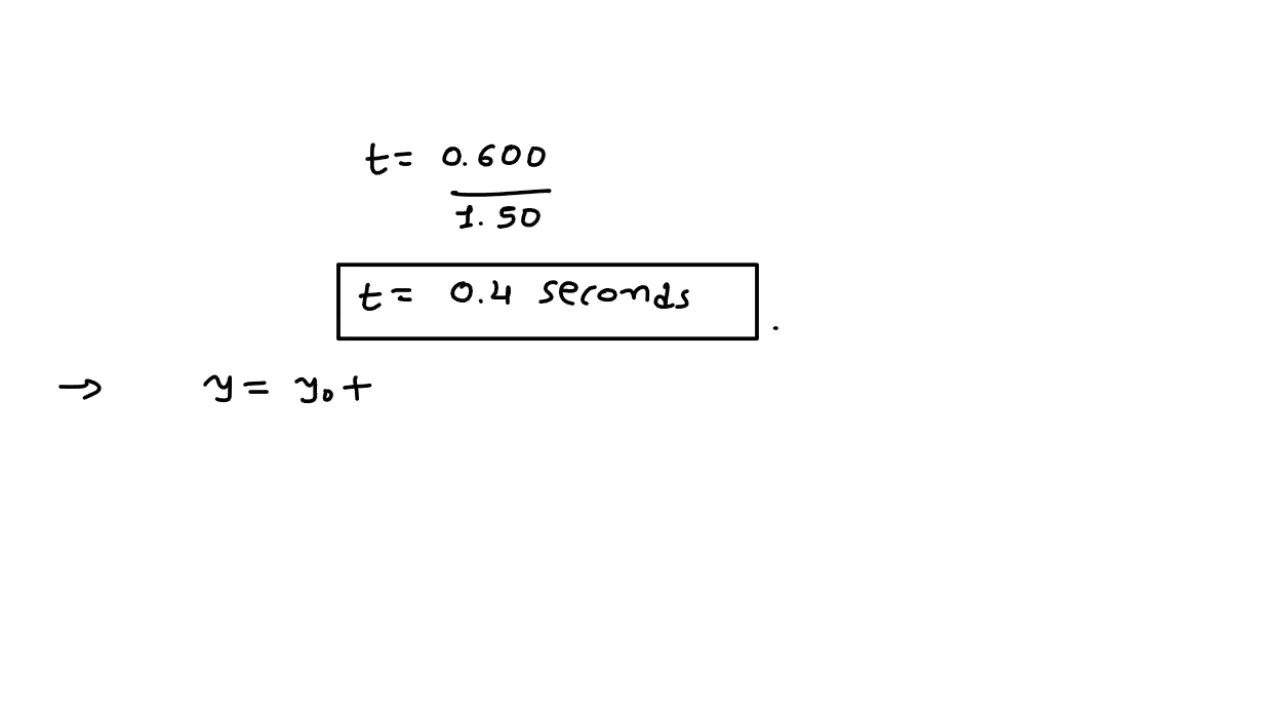 t = 0.600
1.50
t = 0.4 seconds .
→ y = y₀ +